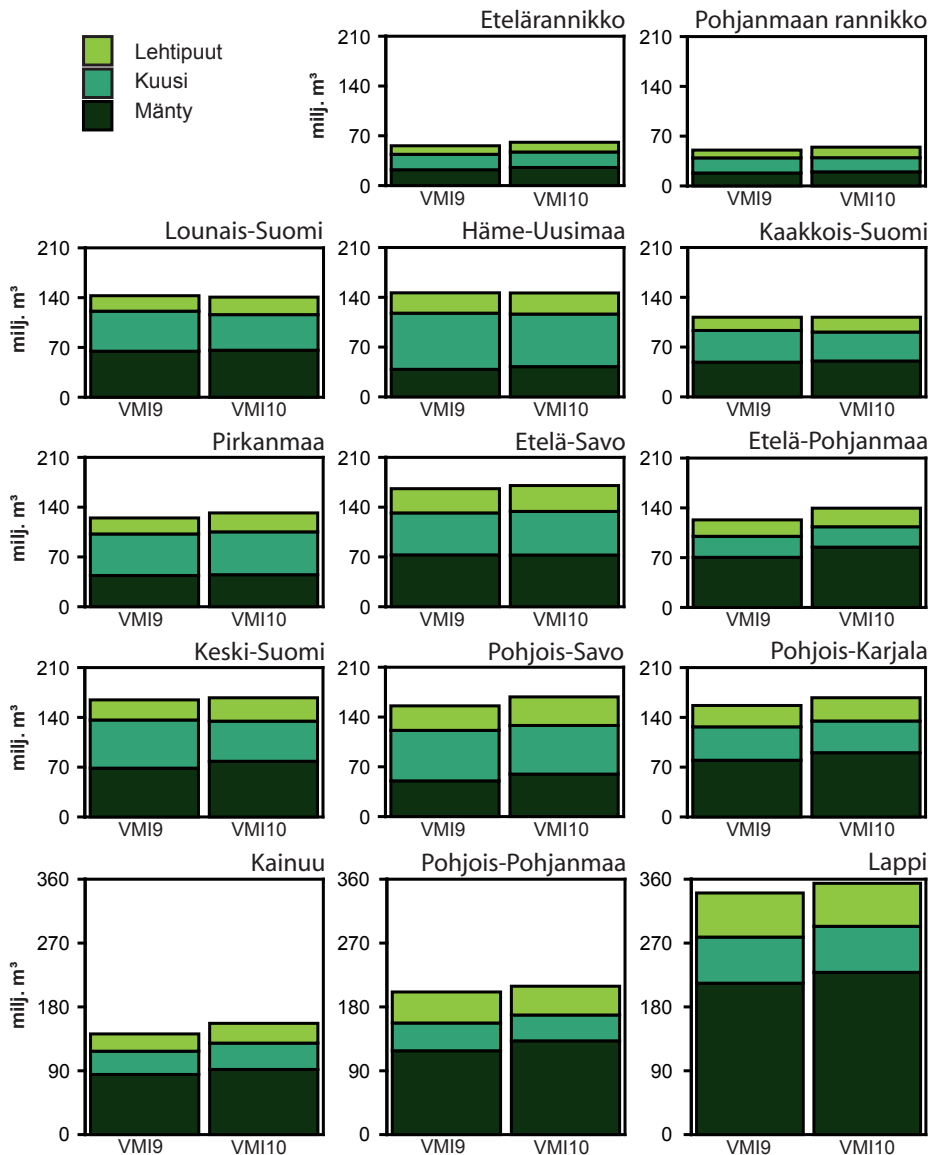 Lehtipuut
Kuusi
Mänty
Etelärannikko
milj. m³
210
140
70
0
VMI9 VMI10
Pohjanmaan rannikko
210
140
70
0
VMI9 VMI10
Lounais-Suomi
milj. m³
210
140
70
0
VMI9 VMI10
Häme-Uusimaa
210
140
70
0
VMI9 VMI10
Kaakkois-Suomi
210
140
70
0
VMI9 VMI10
Pirkanmaa
milj. m³
210
140
70
0
VMI9 VMI10
Etelä-Savo
210
140
70
0
VMI9 VMI10
Etelä-Pohjanmaa
210
140
70
0
VMI9 VMI10
Keski-Suomi
milj. m³
210
140
70
0
VMI9 VMI10
Pohjois-Savo
210
140
70
0
VMI9 VMI10
Pohjois-Karjala
210
140
70
0
VMI9 VMI10
Kainuu
milj. m³
360
270
180
90
0
VMI9 VMI10
Pohjois-Pohjanmaa
360
270
180
90
0
VMI9 VMI10
Lappi
360
270
180
90
0
VMI9 VMI10